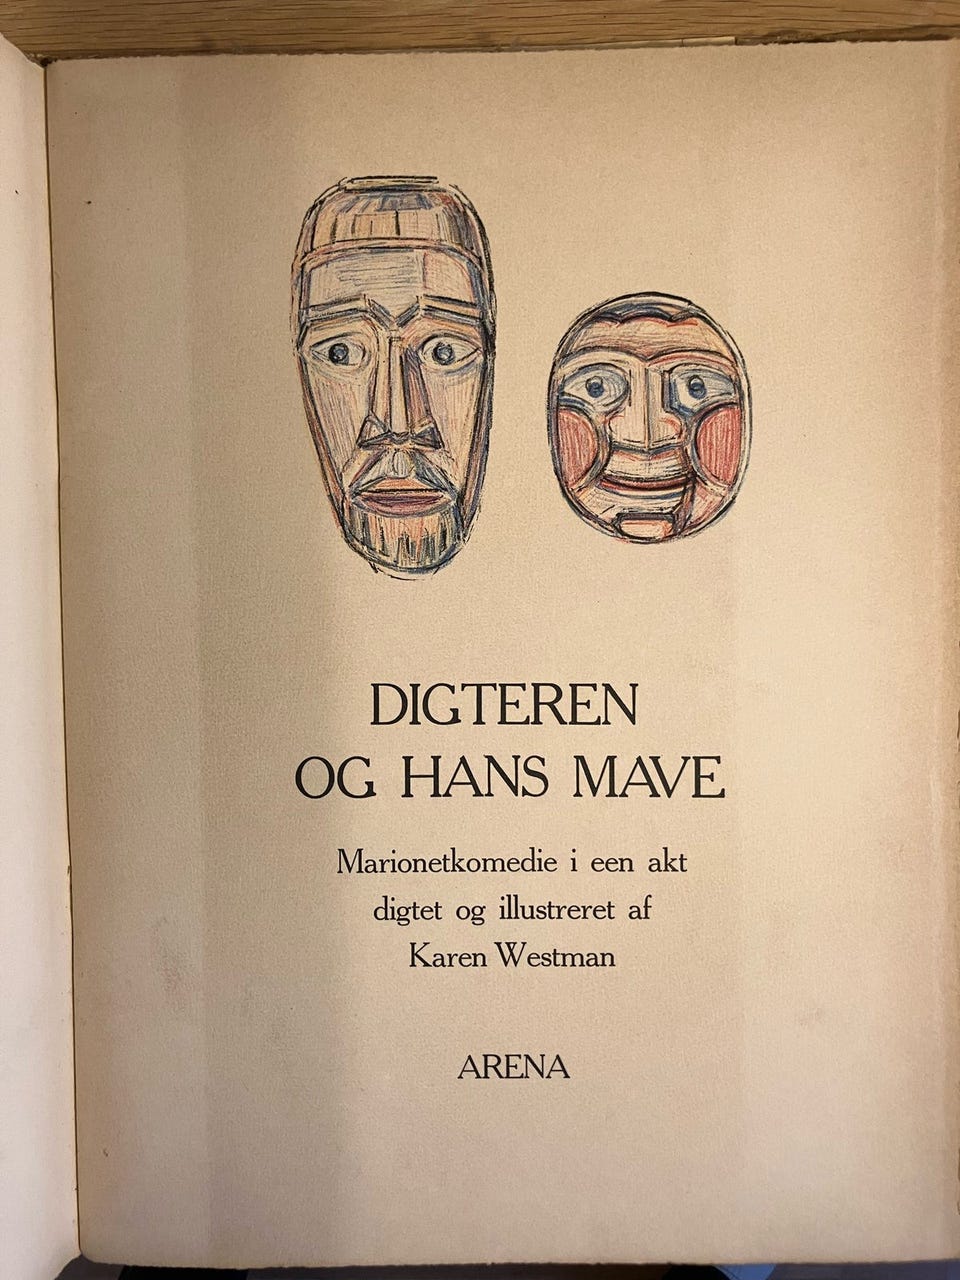 DIGTEREN
OG HANS MAVE
Marionetkomedie i een akt
digtet og illustreret af
Karen Westman
ARENA